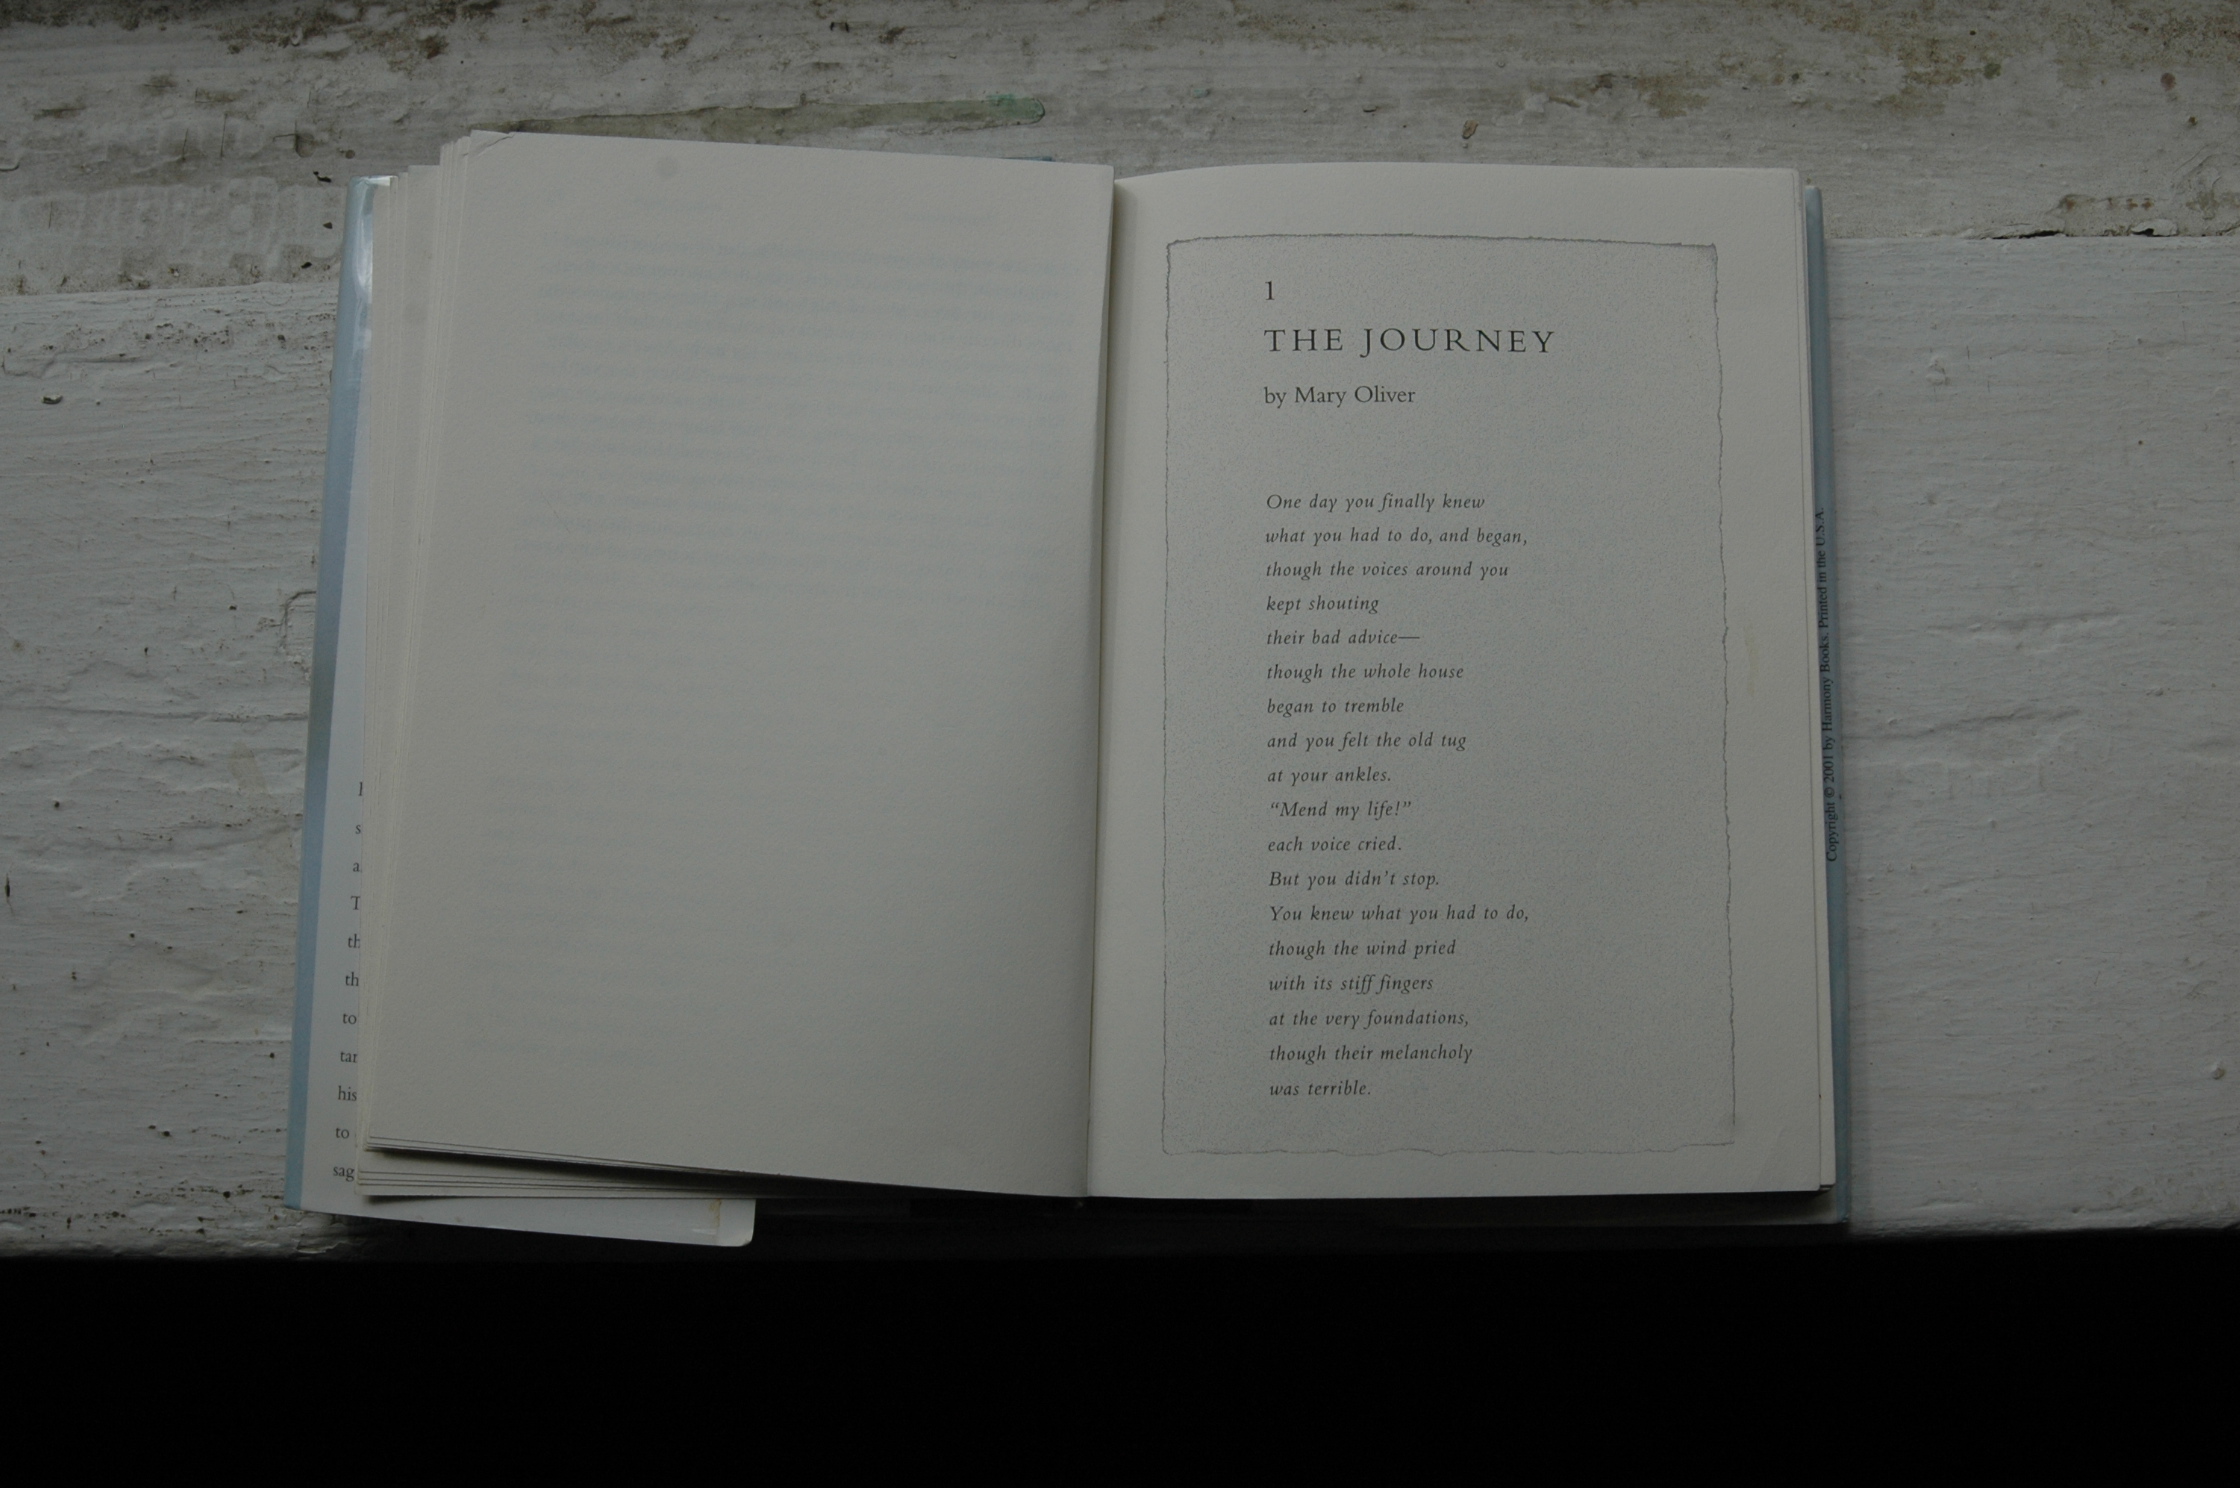 1
THE JOURNEY
by Mary Oliver
One day you finally knew
what you had to do, and began,
though the voices around you
kept shouting
their bad advice—
though the whole house
began to tremble
and you felt the old tug
at your ankles.
“Mend my life!”
each voice cried.
But you didn’t stop.
You knew what you had to do,
though the wind pried
with its stiff fingers
at the very foundations,
though their melancholy
was terrible.
Copyright © 2001 by Harmony Books. Printed in the U.S.A.
to
his
to